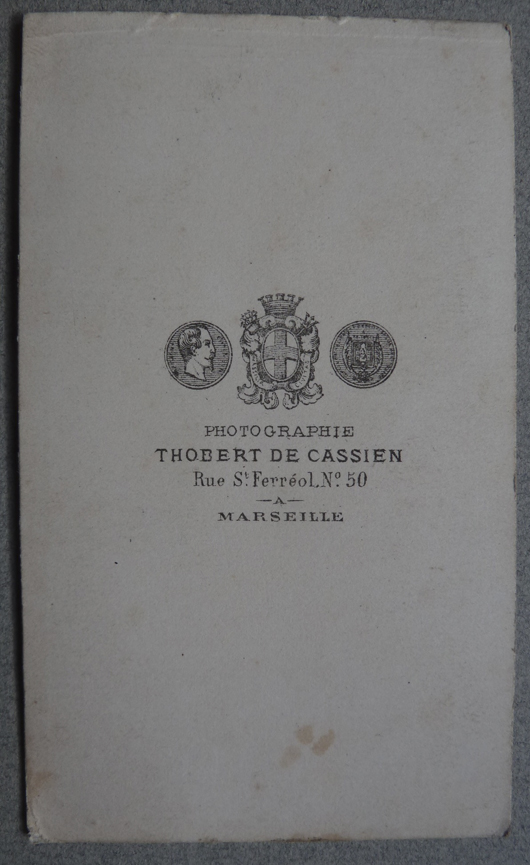 PHOTOGRAPHIE
THOBERT DE CASSIEN
Rue St Ferréol, No 50
A
MARSEILLE